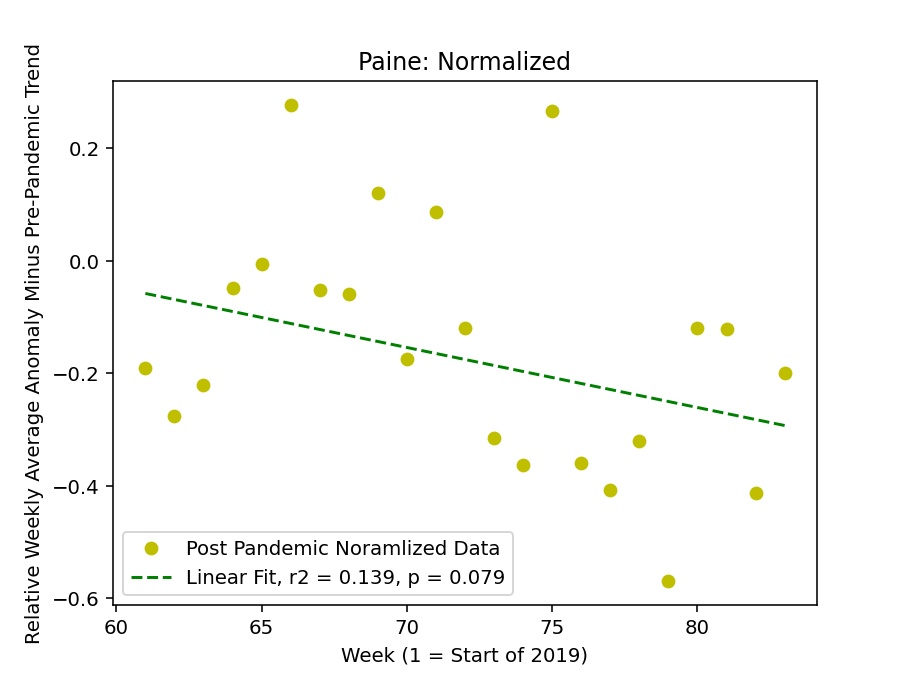 Paine: Normalized
Relative Weekly Average Anomaly Minus Pre-Pandemic Trend
0.2
0.0
−0.2
−0.4
−0.6
Post Pandemic Noramlized Data
Linear Fit, r2 = 0.139, p = 0.079
60 65 70 75 80
Week (1 = Start of 2019)